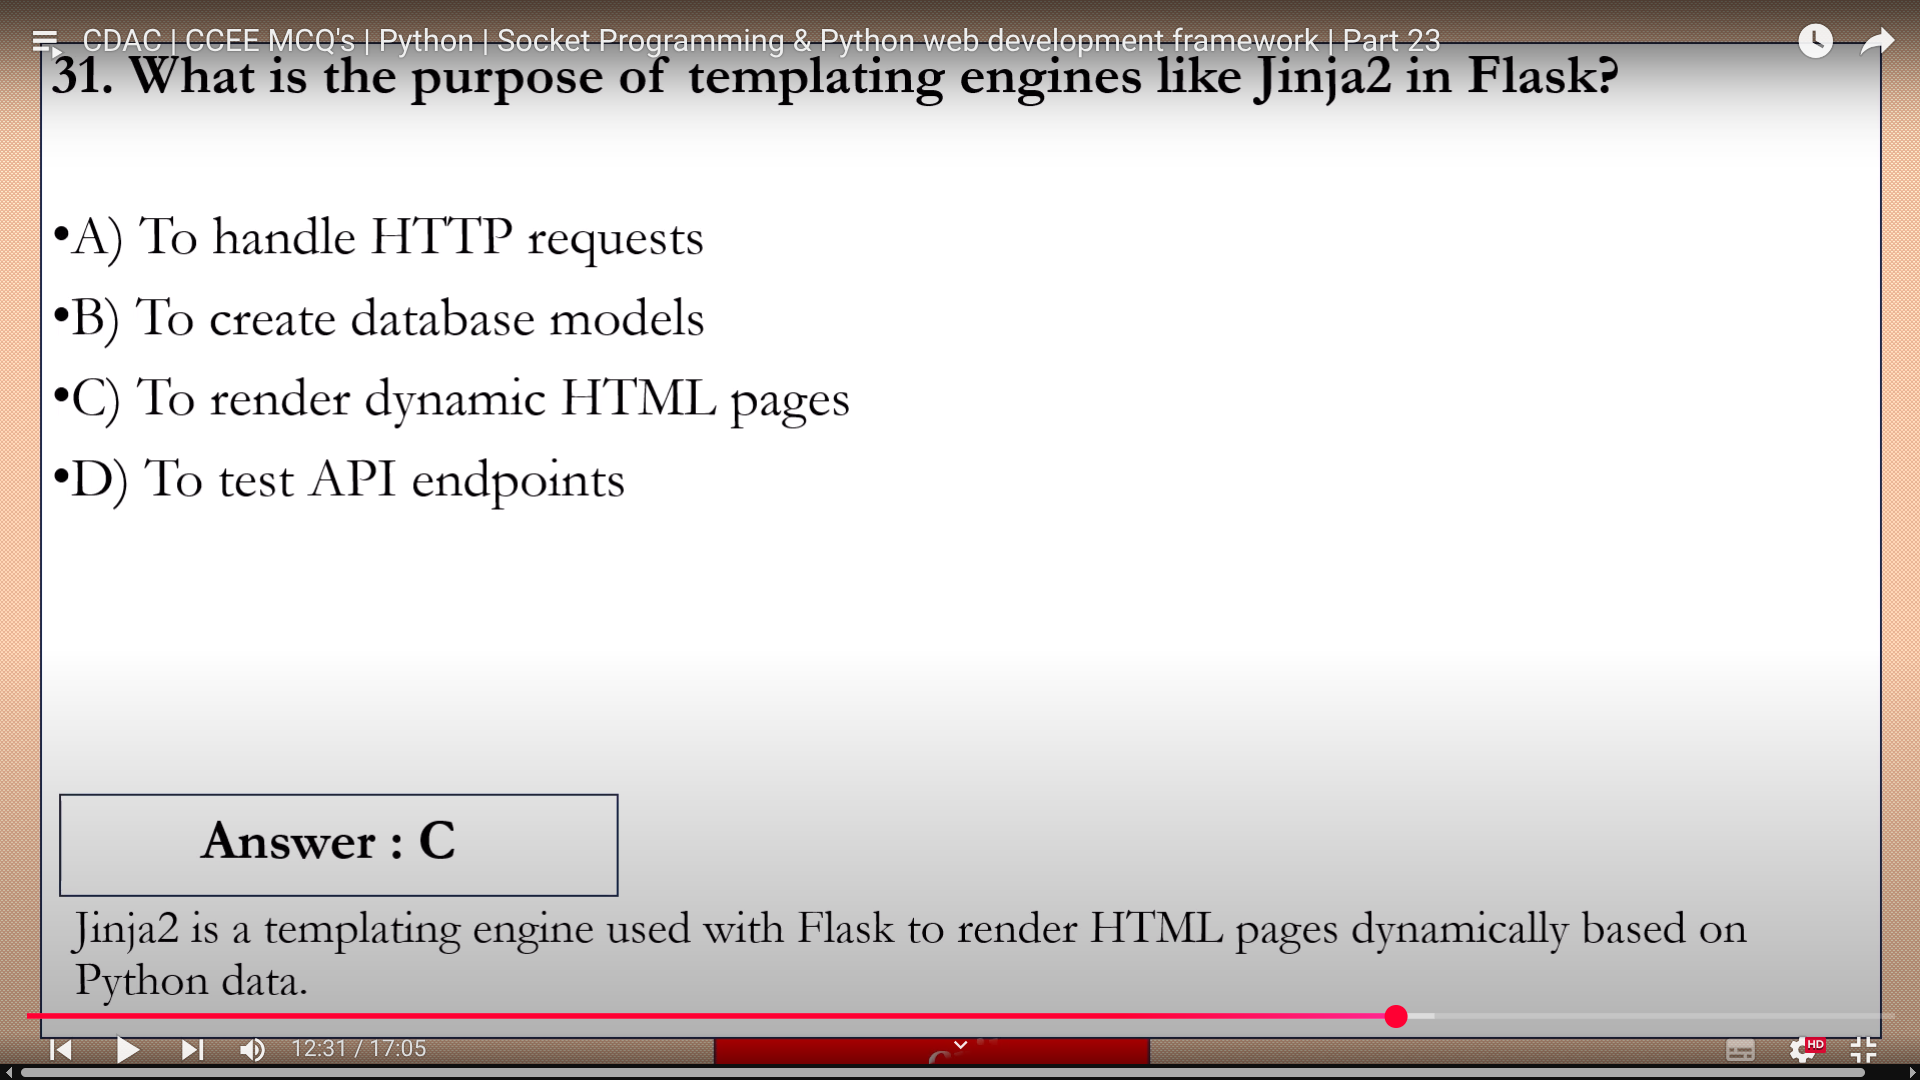 CDAC | CCEE MCQ's | Python | Socket Programming & Python web development framework | Part 23
31. What is the purpose of templating engines like Jinja2 in Flask?
•A) To handle HTTP requests
•B) To create database models
•C) To render dynamic HTML pages
•D) To test API endpoints
Answer : C
Jinja2 is a templating engine used with Flask to render HTML pages dynamically based on
Python data.
12:31 / 17:05
HD